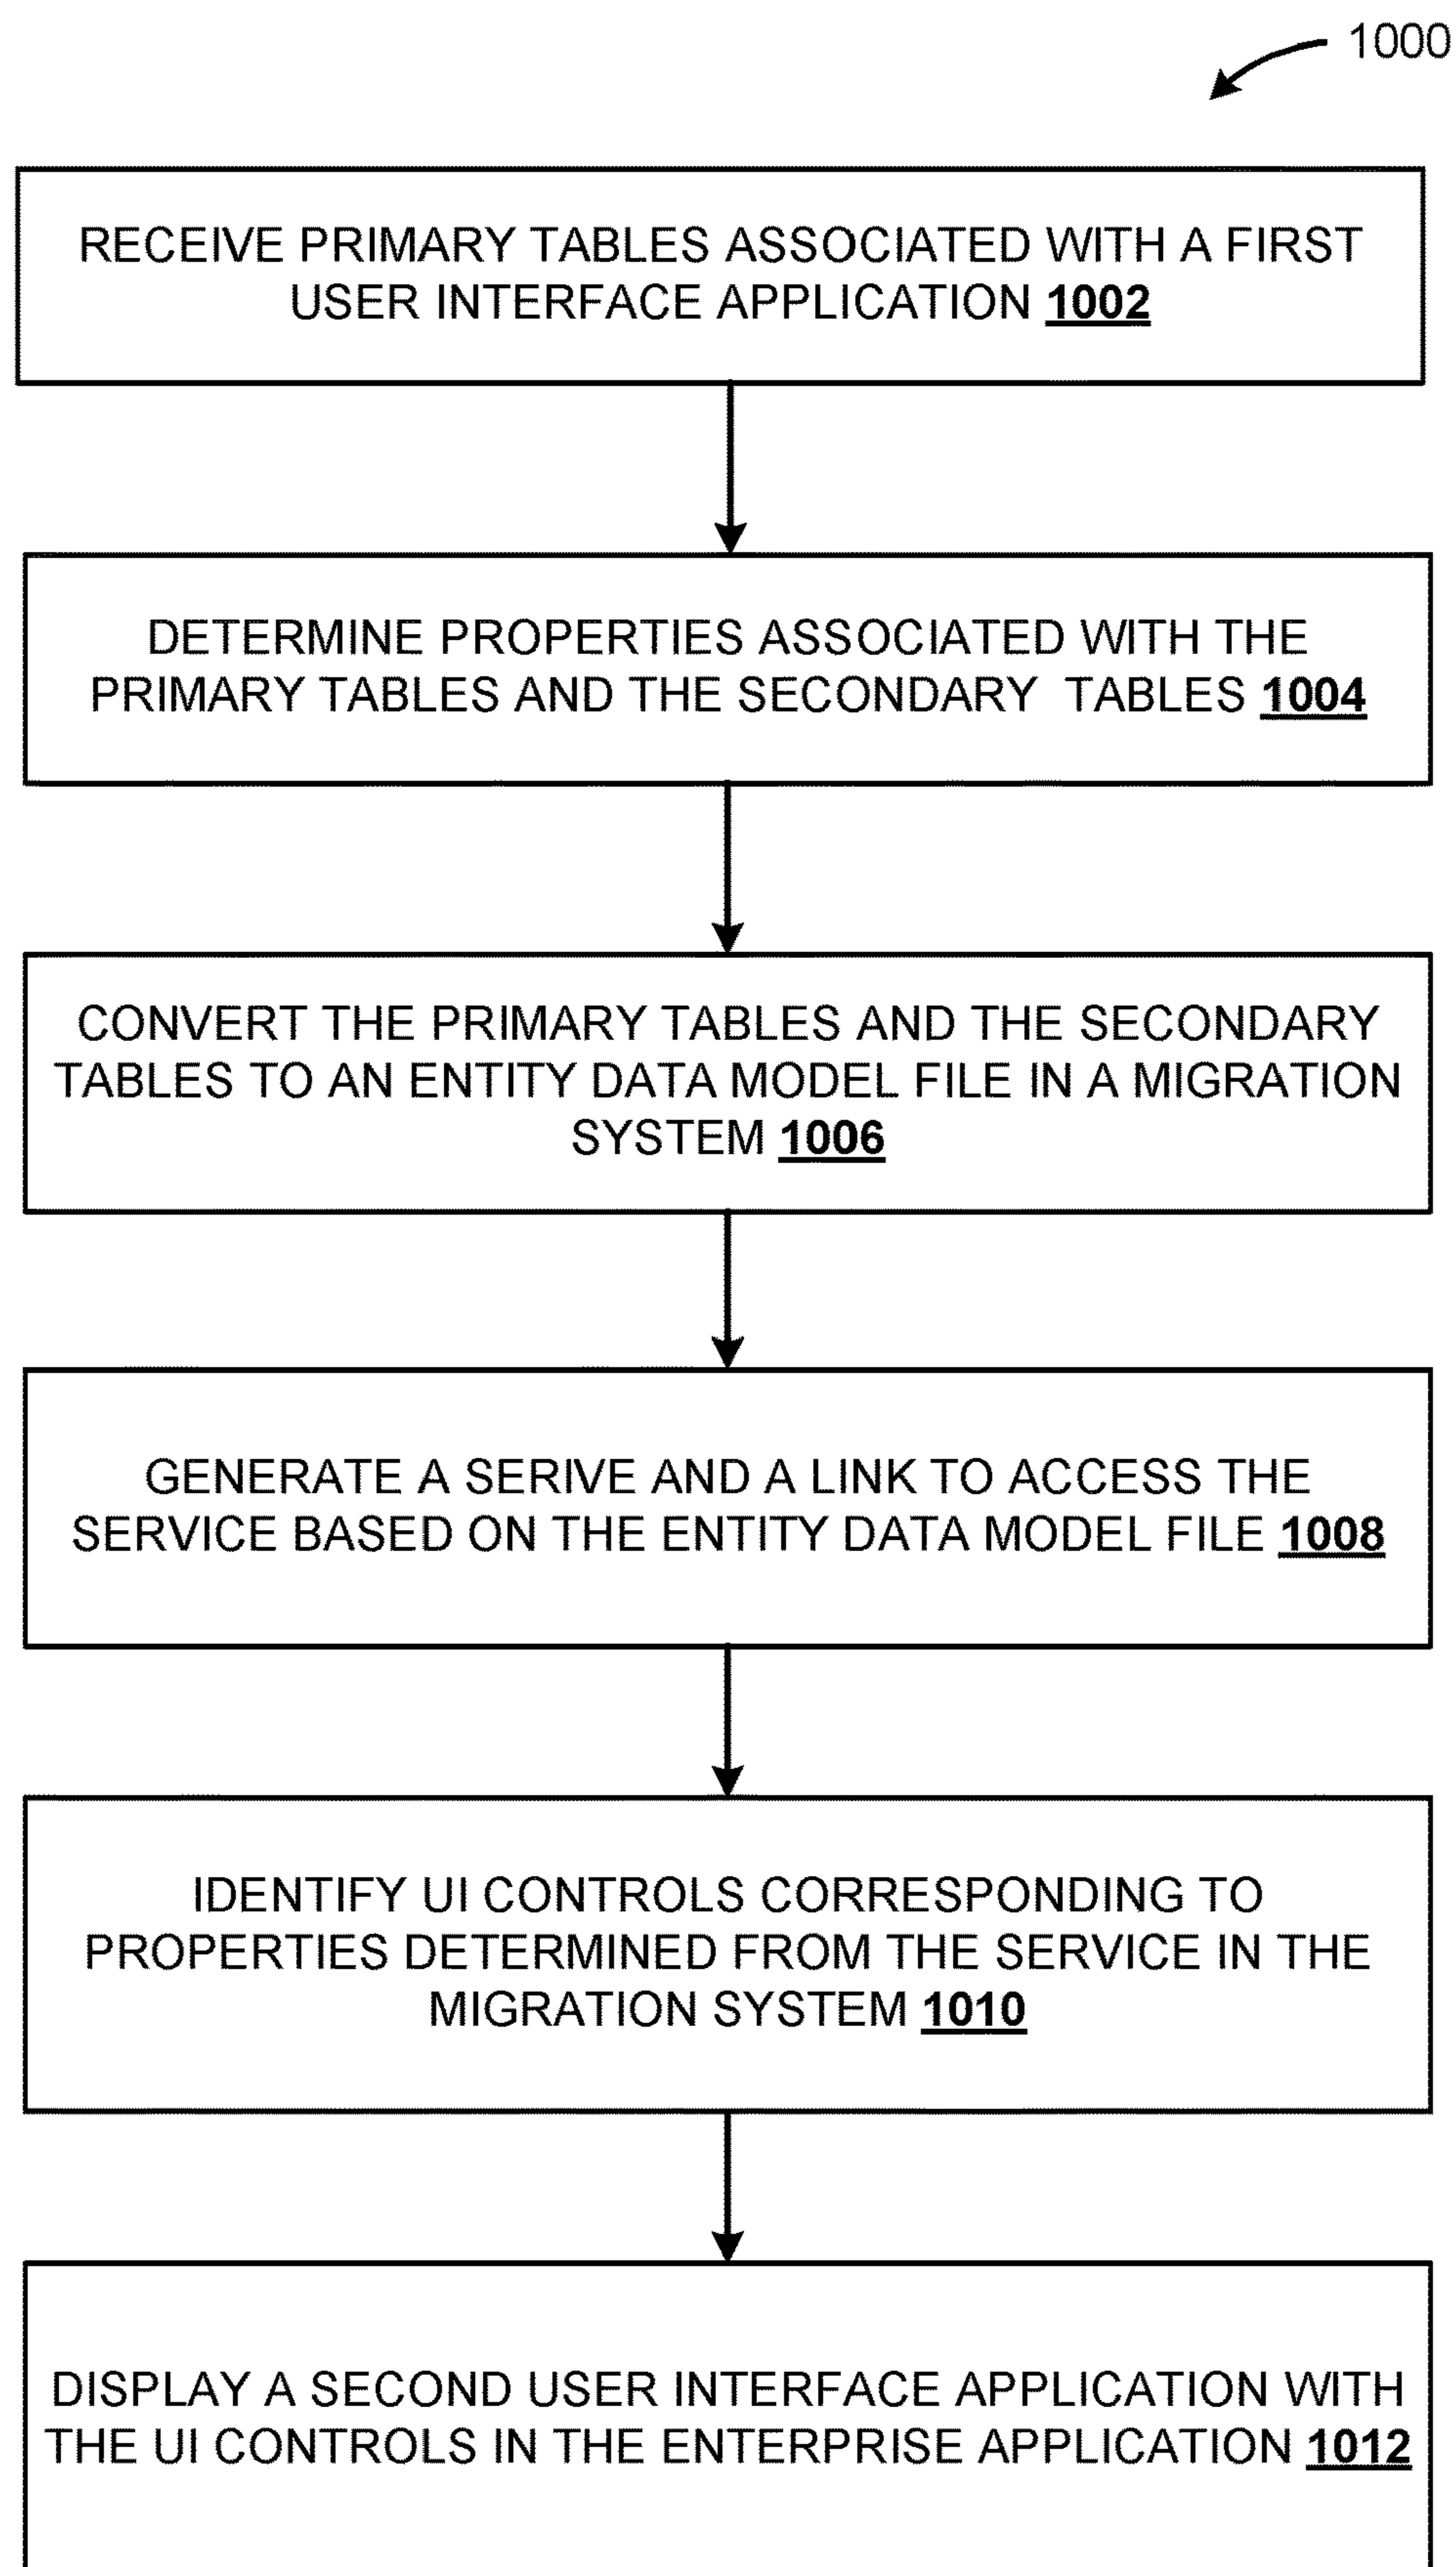 1000
RECEIVE PRIMARY TABLES ASSOCIATED WITH A FIRST
USER INTERFACE APPLICATION 1002
DETERMINE PROPERTIES ASSOCIATED WITH THE
PRIMARY TABLES AND THE SECONDARY TABLES 1004
CONVERT THE PRIMARY TABLES AND THE SECONDARY
TABLES TO AN ENTITY DATA MODEL FILE IN A MIGRATION
SYSTEM 1006
GENERATE A SERIVE AND A LINK TO ACCESS THE
SERVICE BASED ON THE ENTITY DATA MODEL FILE 1008
IDENTIFY UI CONTROLS CORRESPONDING TO
PROPERTIES DETERMINED FROM THE SERVICE IN THE
MIGRATION SYSTEM 1010
DISPLAY A SECOND USER INTERFACE APPLICATION WITH
THE UI CONTROLS IN THE ENTERPRISE APPLICATION 1012